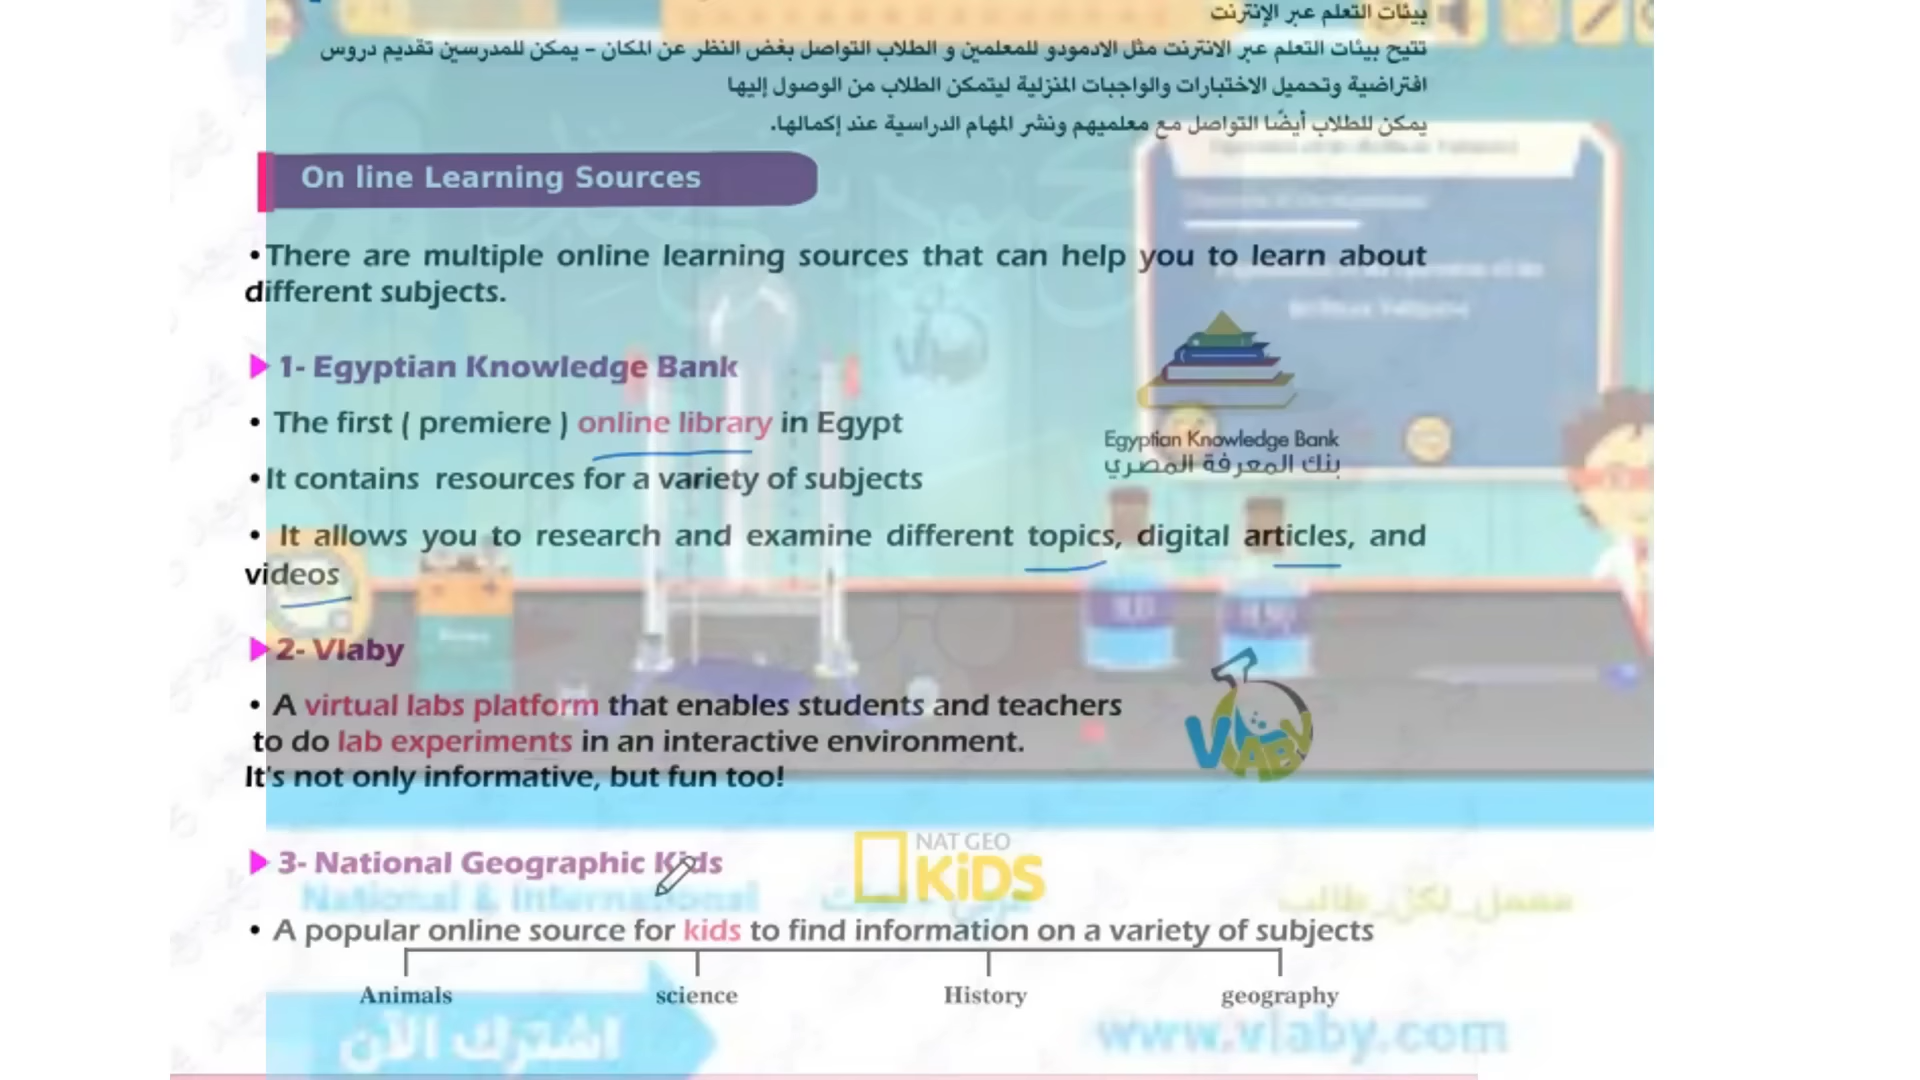 بيئات التعلم عبر الإنترنت
تتيح بيئات التعلم عبر الانترنت مثل الادمودو للمعلمين و الطلاب التواصل بغض النظر عن المكان – يمكن للمدرسين تقديم دروس
افتراضية وتحميل الاختبارات والواجبات المنزلية ليتمكن الطلاب من الوصول إليها
يمكن للطلاب أيضًا التواصل مع معلميهم ونشر المهام الدراسية عند إكمالها.
On line Learning Sources
• There are multiple online learning sources that can help you to learn about
different subjects.
1- Egyptian Knowledge Bank
• The first ( premiere ) online library in Egypt
Egyptian Knowledge Bank
بنك المعرفة المصري
• It contains resources for a variety of subjects
• It allows you to research and examine different topics, digital articles, and
videos
2- Vlaby
• A virtual labs platform that enables students and teachers
to do lab experiments in an interactive environment.
It's not only informative, but fun too!
VLABY
3- National Geographic Kids
NAT GEO
KiDS
National & International
معمل_لكل_طالب
• A popular online source for kids to find information on a variety of subjects
Animals science History geography
اشترك الآن
www.vlaby.com